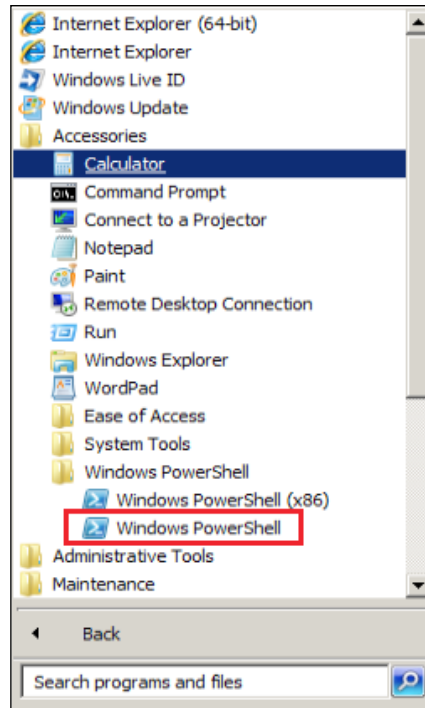 Internet Explorer (64-bit)
Internet Explorer
Windows Live ID
Windows Update
Accessories
Calculator
Command Prompt
Connect to a Projector
Notepad
Paint
Remote Desktop Connection
Run
Windows Explorer
WordPad
Ease of Access
System Tools
Windows PowerShell
Windows PowerShell (x86)
Windows PowerShell
Administrative Tools
Maintenance
Back
Search programs and files